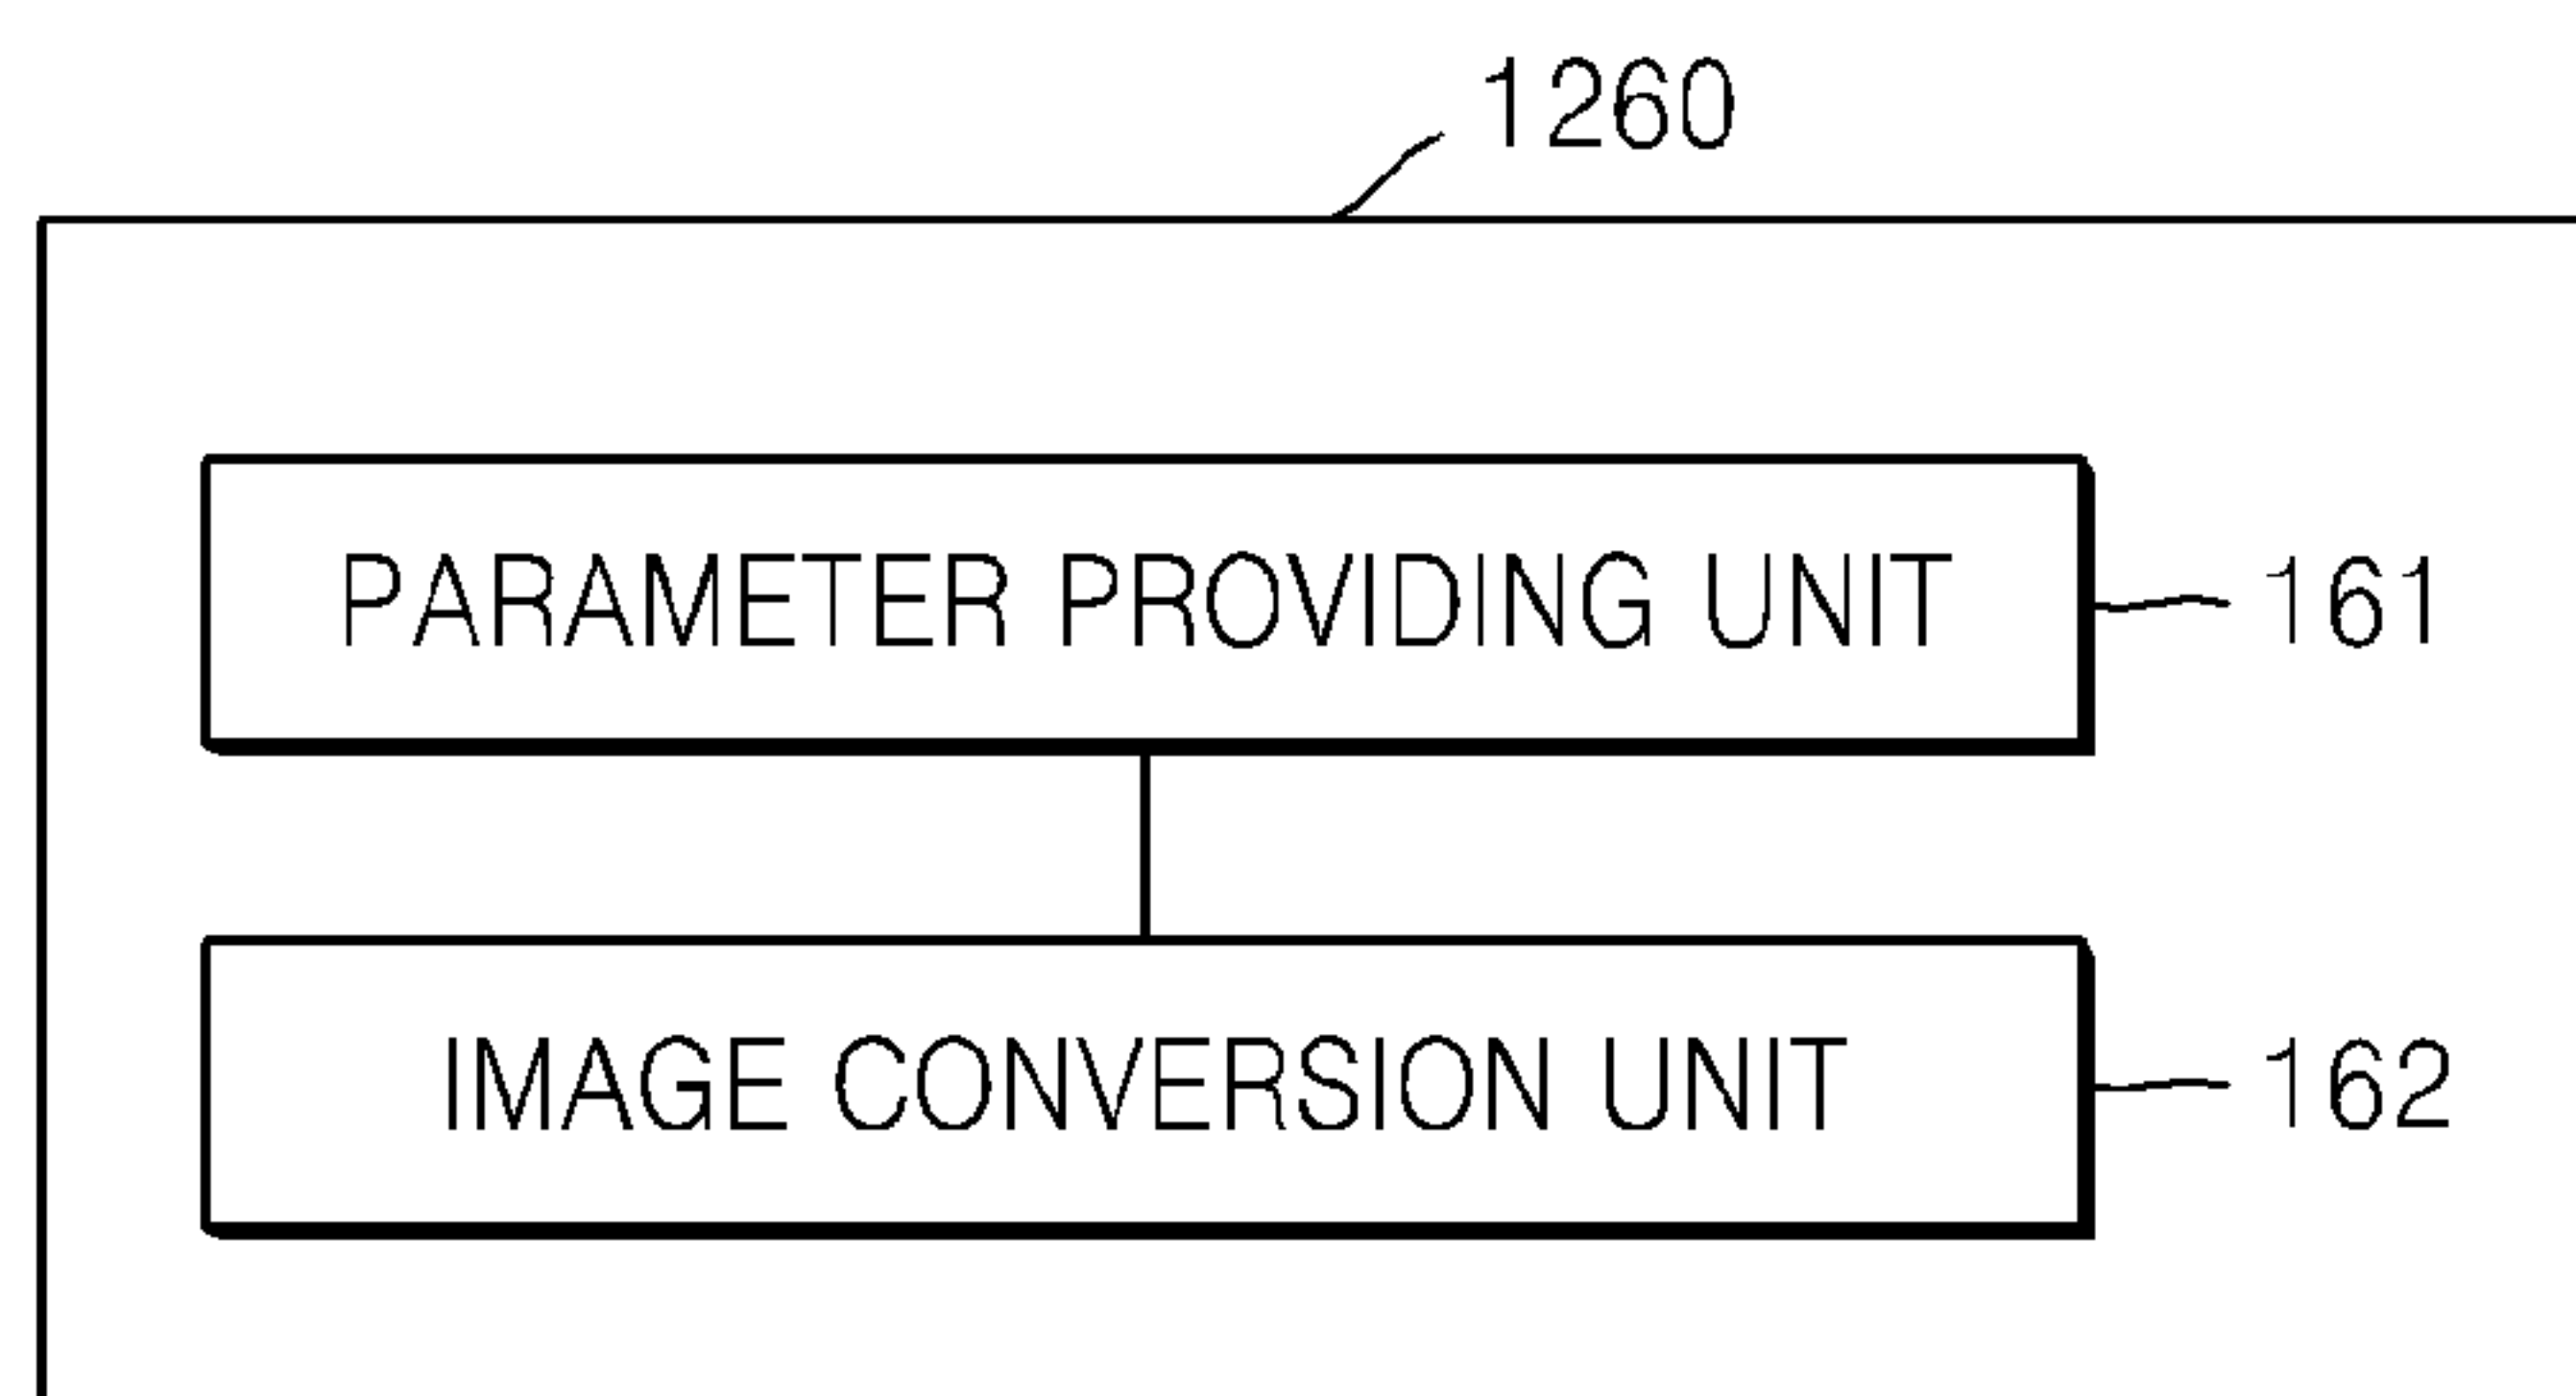 1260
PARAMETER PROVIDING UNIT 161
IMAGE CONVERSION UNIT 162